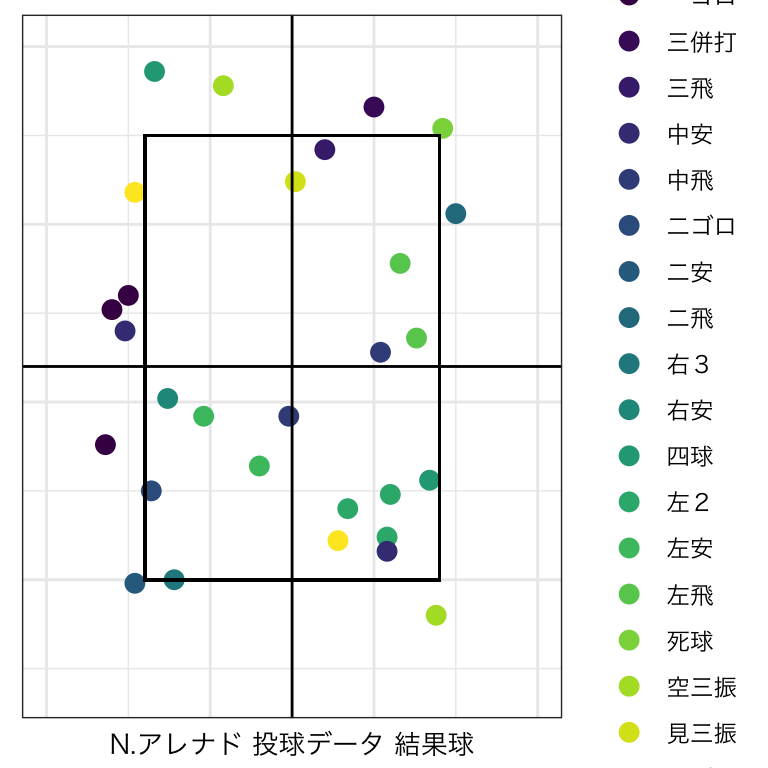 三併打
三飛
中安
中飛
二ゴロ
二安
二飛
右３
右安
四球
左２
左安
左飛
死球
空三振
見三振
N.アレナド 投球データ 結果球